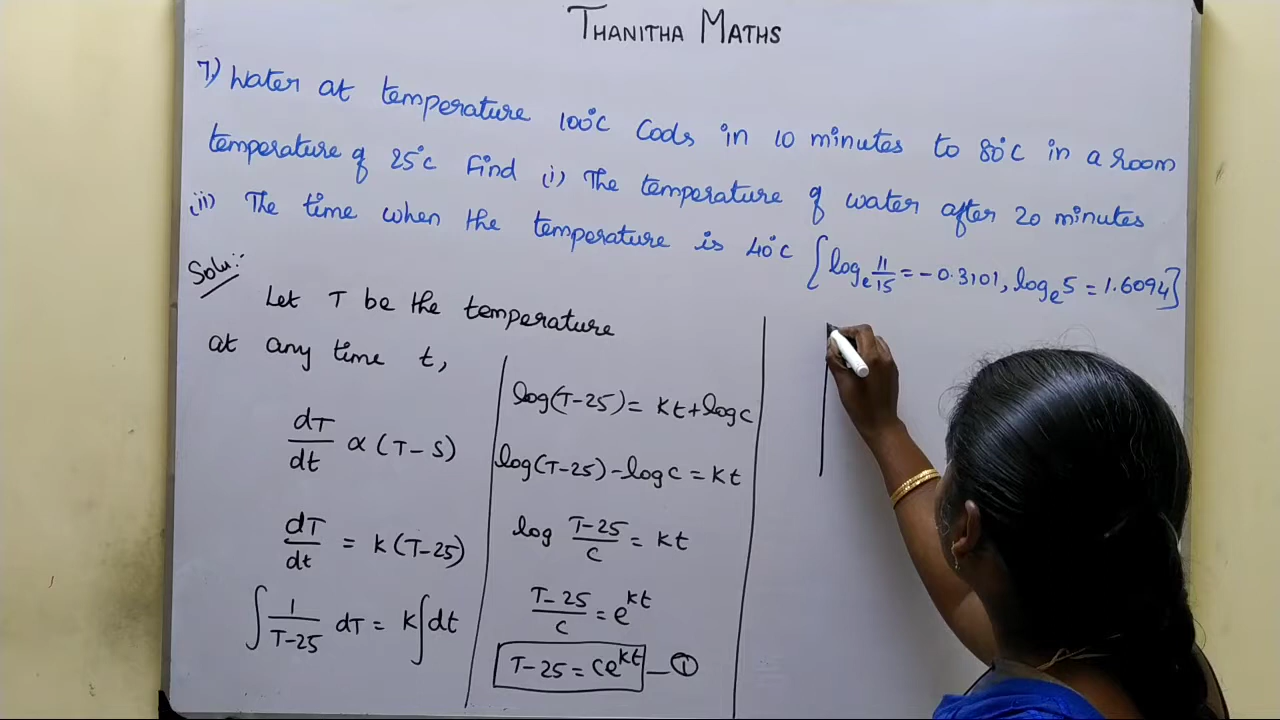 THANITHA MATHS
7) Water at temperature 100°C Cools in 10 minutes to 80°C in a room
temperature of 25°C Find (i) The temperature of water after 20 minutes
(ii) The time when the temperature is 40°C [log_e 11/15 = -0.3101, log_e 5 = 1.6094]
Solu:-
Let T be the temperature
at any time t,
dT/dt ∝ (T-S)
dT/dt = k(T-25)
∫ 1/(T-25) dT = k∫dt
log(T-25) = kt + log c
log(T-25) - log c = kt
log (T-25)/c = kt
(T-25)/c = e^kt
T-25 = ce^kt — ①